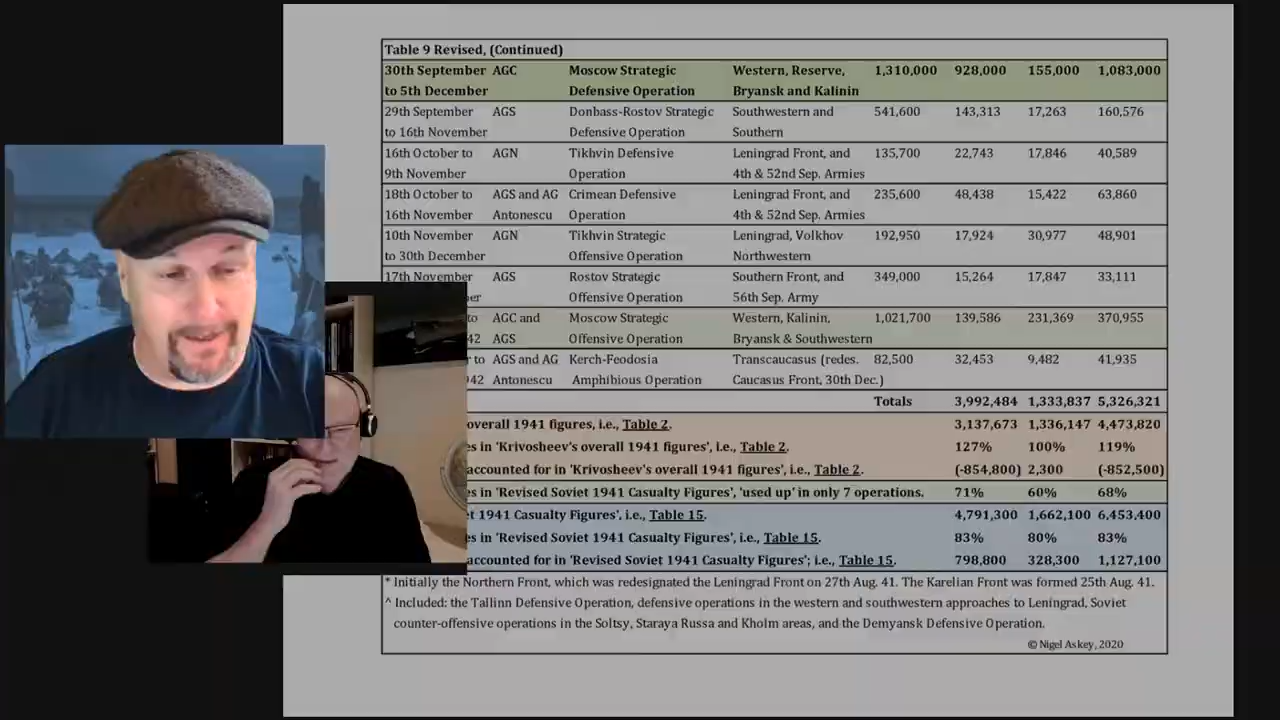 Table 9 Revised, (Continued)
30th September AGC Moscow Strategic Western, Reserve, 1,310,000 928,000 155,000 1,083,000
to 5th December Defensive Operation Bryansk and Kalinin
29th September AGS Donbass-Rostov Strategic Southwestern and 541,600 143,313 17,263 160,576
to 16th November Defensive Operation Southern
16th October to AGN Tikhvin Defensive Leningrad Front, and 135,700 22,743 17,846 40,589
9th November Operation 4th & 52nd Sep. Armies
18th October to AGS and AG Crimean Defensive Leningrad Front, and 235,600 48,438 15,422 63,860
16th November Antonescu Operation 4th & 52nd Sep. Armies
10th November AGN Tikhvin Strategic Leningrad, Volkhov 192,950 17,924 30,977 48,901
to 30th December Offensive Operation Northwestern
17th November AGS Rostov Strategic Southern Front, and 349,000 15,264 17,847 33,111
er Offensive Operation 56th Sep. Army
to AGC and Moscow Strategic Western, Kalinin, 1,021,700 139,586 231,369 370,955
42 AGS Offensive Operation Bryansk & Southwestern
to AGS and AG Kerch-Feodosia Transcaucasus (redes. 82,500 32,453 9,482 41,935
942 Antonescu Amphibious Operation Caucasus Front, 30th Dec.)
Totals 3,992,484 1,333,837 5,326,321
overall 1941 figures, i.e., Table 2. 3,137,673 1,336,147 4,473,820
es in 'Krivosheev's overall 1941 figures', i.e., Table 2. 127% 100% 119%
accounted for in 'Krivosheev's overall 1941 figures', i.e., Table 2. (-854,800) 2,300 (-852,500)
es in 'Revised Soviet 1941 Casualty Figures', 'used up' in only 7 operations. 71% 60% 68%
t 1941 Casualty Figures', i.e., Table 15. 4,791,300 1,662,100 6,453,400
es in 'Revised Soviet 1941 Casualty Figures', i.e., Table 15. 83% 80% 83%
accounted for in 'Revised Soviet 1941 Casualty Figures'; i.e., Table 15. 798,800 328,300 1,127,100
* Initially the Northern Front, which was redesignated the Leningrad Front on 27th Aug. 41. The Karelian Front was formed 25th Aug. 41.
^ Included: the Tallinn Defensive Operation, defensive operations in the western and southwestern approaches to Leningrad, Soviet
counter-offensive operations in the Soltsy, Staraya Russa and Kholm areas, and the Demyansk Defensive Operation.
© Nigel Askey, 2020